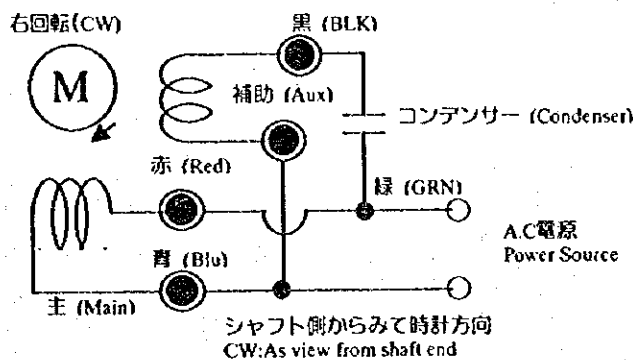 右回転(CW)
M
黒 (BLK)
補助 (Aux)
コンデンサー (Condenser)
赤 (Red)
緑 (GRN)
A.C電源
Power Source
青 (Blu)
主 (Main)
シャフト側からみて時計方向
CW:As view from shaft end